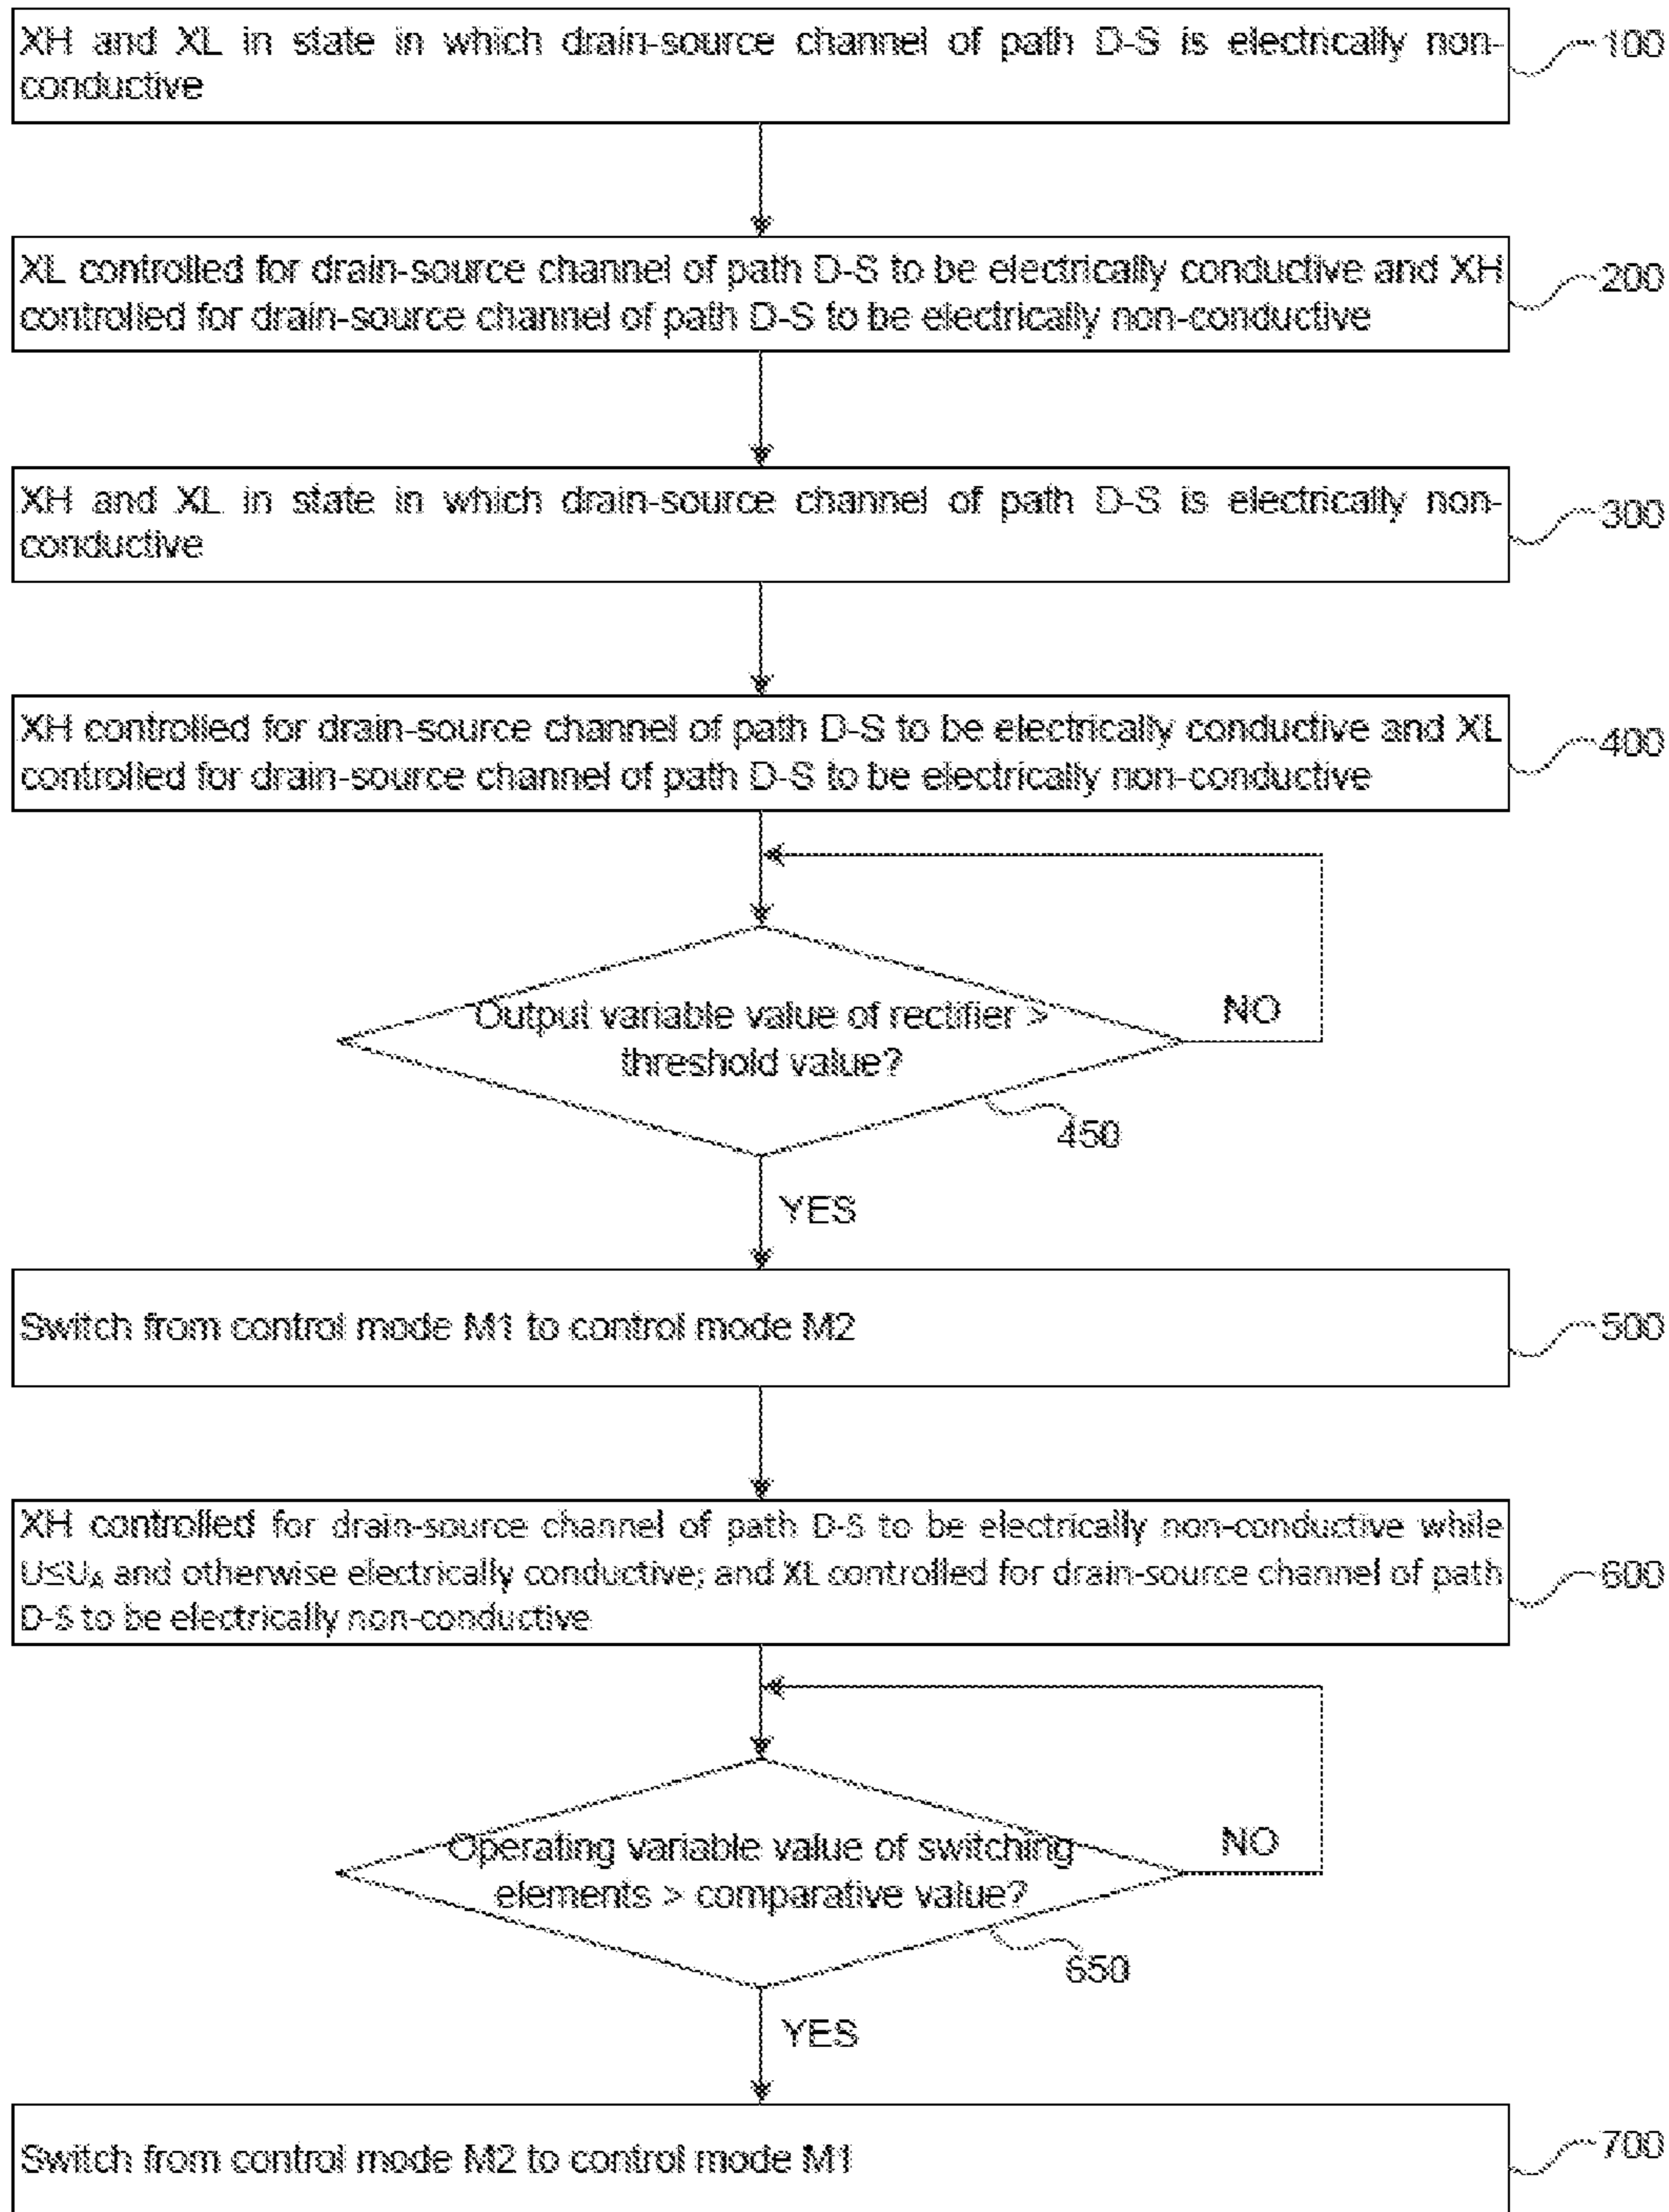 XH and XL in state in which drain-source channel of path D-S is electrically non-
conductive
100
XL controlled for drain-source channel of path D-S to be electrically conductive and XH
controlled for drain-source channel of path D-S to be electrically non-conductive
200
XH and XL in state in which drain-source channel of path D-S is electrically non-
conductive
300
XH controlled for drain-source channel of path D-S to be electrically conductive and XL
controlled for drain-source channel of path D-S to be electrically non-conductive
400
Output variable value of rectifier >
threshold value?
NO
450
YES
Switch from control mode M1 to control mode M2
500
XH controlled for drain-source channel of path D-S to be electrically non-conductive while
U≤U_A and otherwise electrically conductive; and XL controlled for drain-source channel of path
D-S to be electrically non-conductive
600
Operating variable value of switching
elements > comparative value?
NO
650
YES
Switch from control mode M2 to control mode M1
700